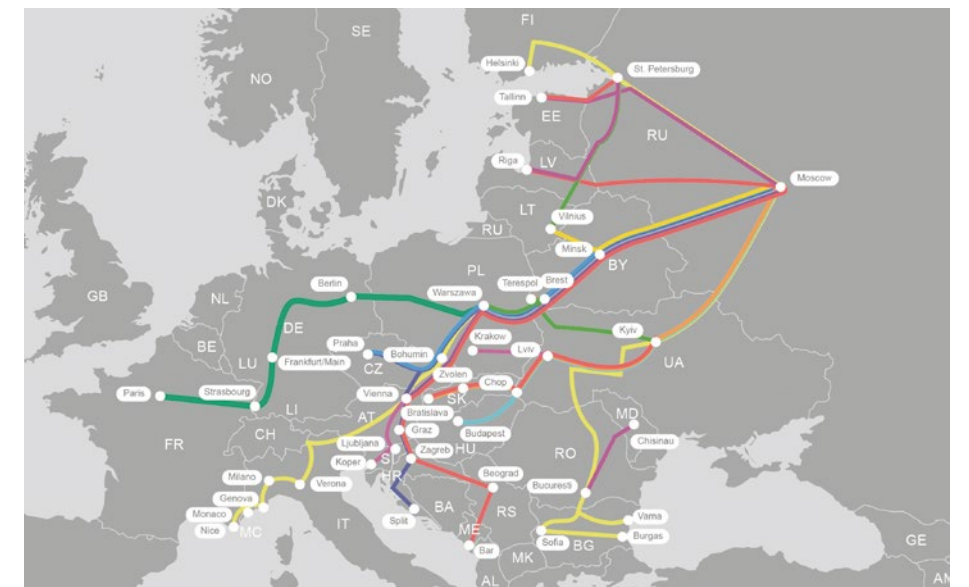 FI
SE
NO
Helsinki
St. Petersburg
Tallinn
EE
RU
Riga
LV
Moscow
DK
LT
Vilnius
RU
Minsk
BY
PL
Terespol
Brest
Berlin
Warszawa
GB
NL
DE
Kyiv
Praha
Bohumin
Krakow
Lviv
BE
LU
Frankfurt/Main
CZ
UA
Zvolen
Chop
Paris
Strasbourg
Vienna
SK
LI
AT
Bratislava
MD
CH
Graz
Budapest
FR
Ljubljana
HU
Chisinau
Koper
SI
Zagreb
RO
HR
Milano
Verona
Beograd
Bucuresti
Genova
BA
RS
Monaco
Split
Varna
Nice
MC
IT
ME
Sofia
Burgas
Bar
MK
BG
GE
AL
AM